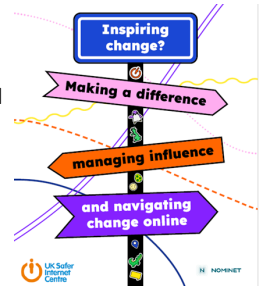 Inspiring
change?
Making a difference
managing influence
and navigating
change online
UK Safer
Internet
Centre
N NOMINET